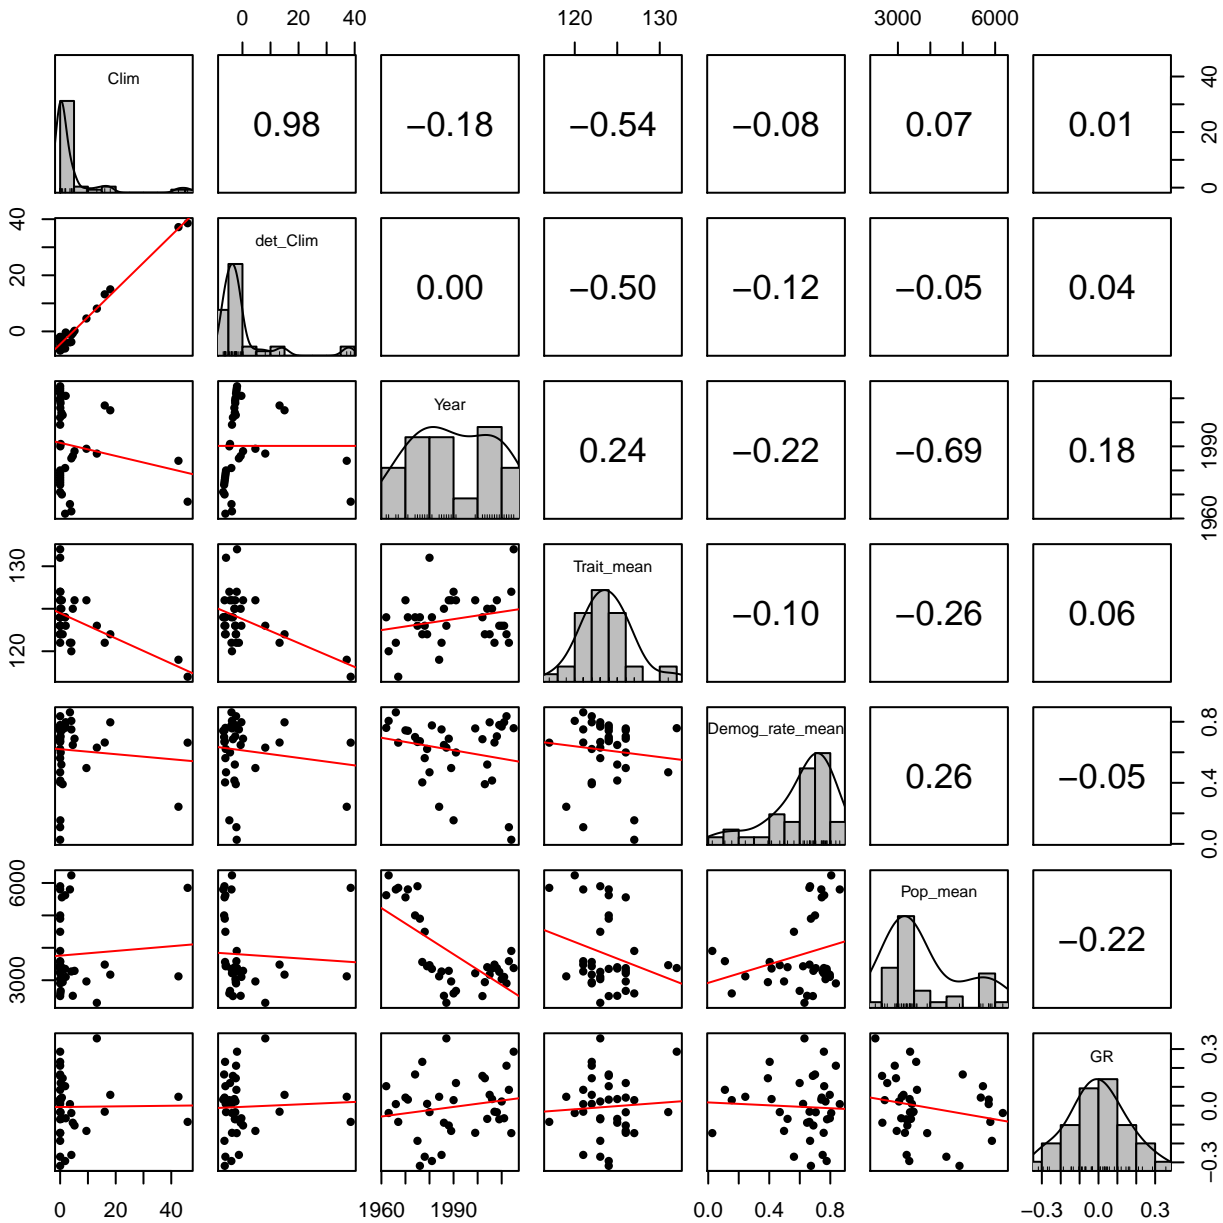 0 40 120 130 3000 6000
Clim 0.98 −0.18 −0.54 −0.08 0.07 0.01 0 20 40
0 20 40 det_Clim 0.00 −0.50 −0.12 −0.05 0.04
Year 0.24 −0.22 −0.69 0.18 1960 1990
120 130 Trait_mean −0.10 −0.26 0.06
Demog_rate_mean 0.26 −0.05 0.0 0.4 0.8
3000 6000 Pop_mean −0.22
GR −0.3 0.0 0.3
0 20 40 1960 1990 0.0 0.4 0.8 −0.3 0.0 0.3